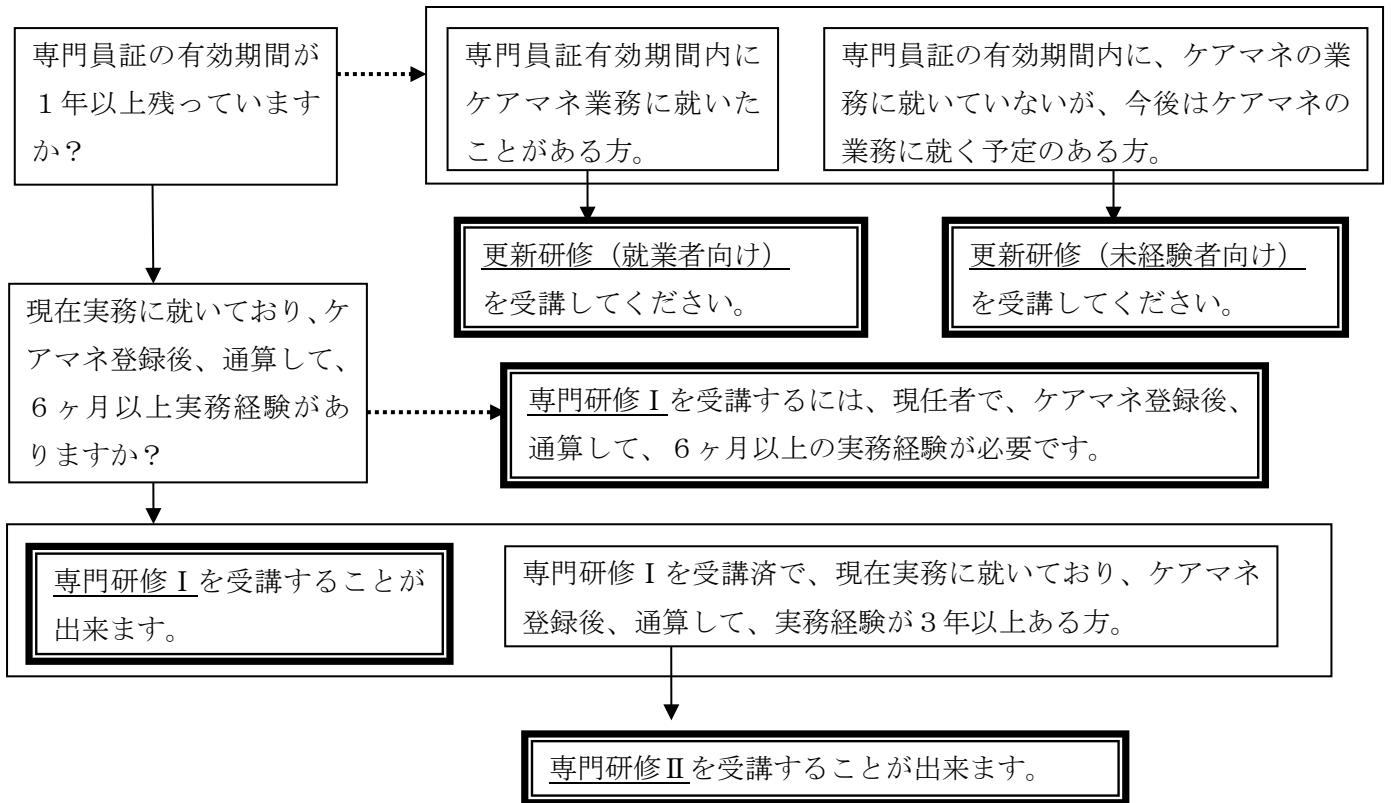 専門員証の有効期間が
１年以上残っています
か？
専門員証有効期間内に
ケアマネ業務に就いた
ことがある方。
専門員証の有効期間内に、ケアマネの業
務に就いていないが、今後はケアマネの
業務に就く予定のある方。
更新研修（就業者向け）
を受講してください。
更新研修（未経験者向け）
を受講してください。
現在実務に就いており、ケ
アマネ登録後、通算して、
６ヶ月以上実務経験があ
りますか？
専門研修Ⅰを受講するには、現任者で、ケアマネ登録後、
通算して、６ヶ月以上の実務経験が必要です。
専門研修Ⅰを受講することが
出来ます。
専門研修Ⅰを受講済で、現在実務に就いており、ケアマネ
登録後、通算して、実務経験が３年以上ある方。
専門研修Ⅱを受講することが出来ます。